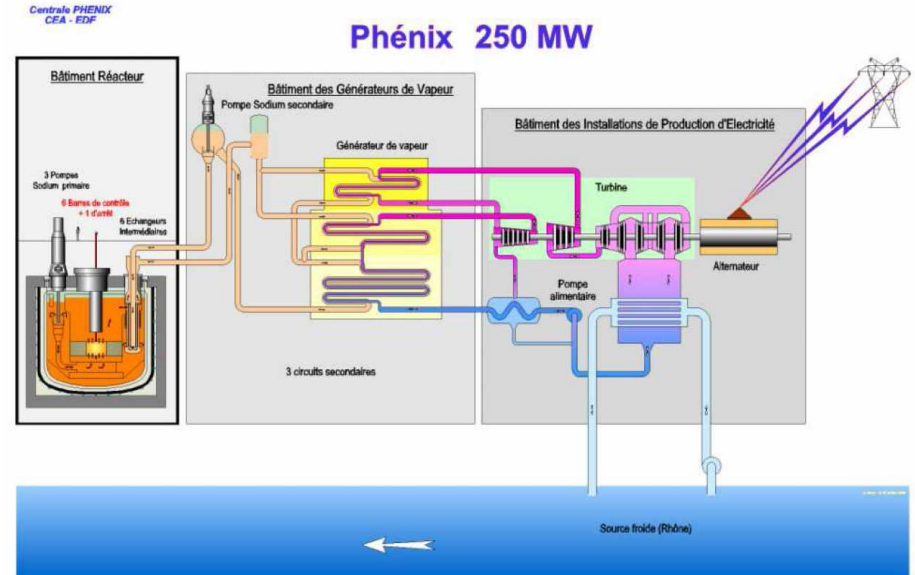 Centrale PHENIX
CEA - EDF
Phénix 250 MW
Bâtiment Réacteur
Bâtiment des Générateurs de Vapeur
Pompe Sodium secondaire
Bâtiment des Installations de Production d'Electricité
Générateur de vapeur
3 Pompes
Sodium primaire
6 Barres de contrôle
+ 1 d'arrêt
6 Echangeurs
Intermédiaires
Turbine
Alternateur
Pompe
alimentaire
3 circuits secondaires
Source froide (Rhône)